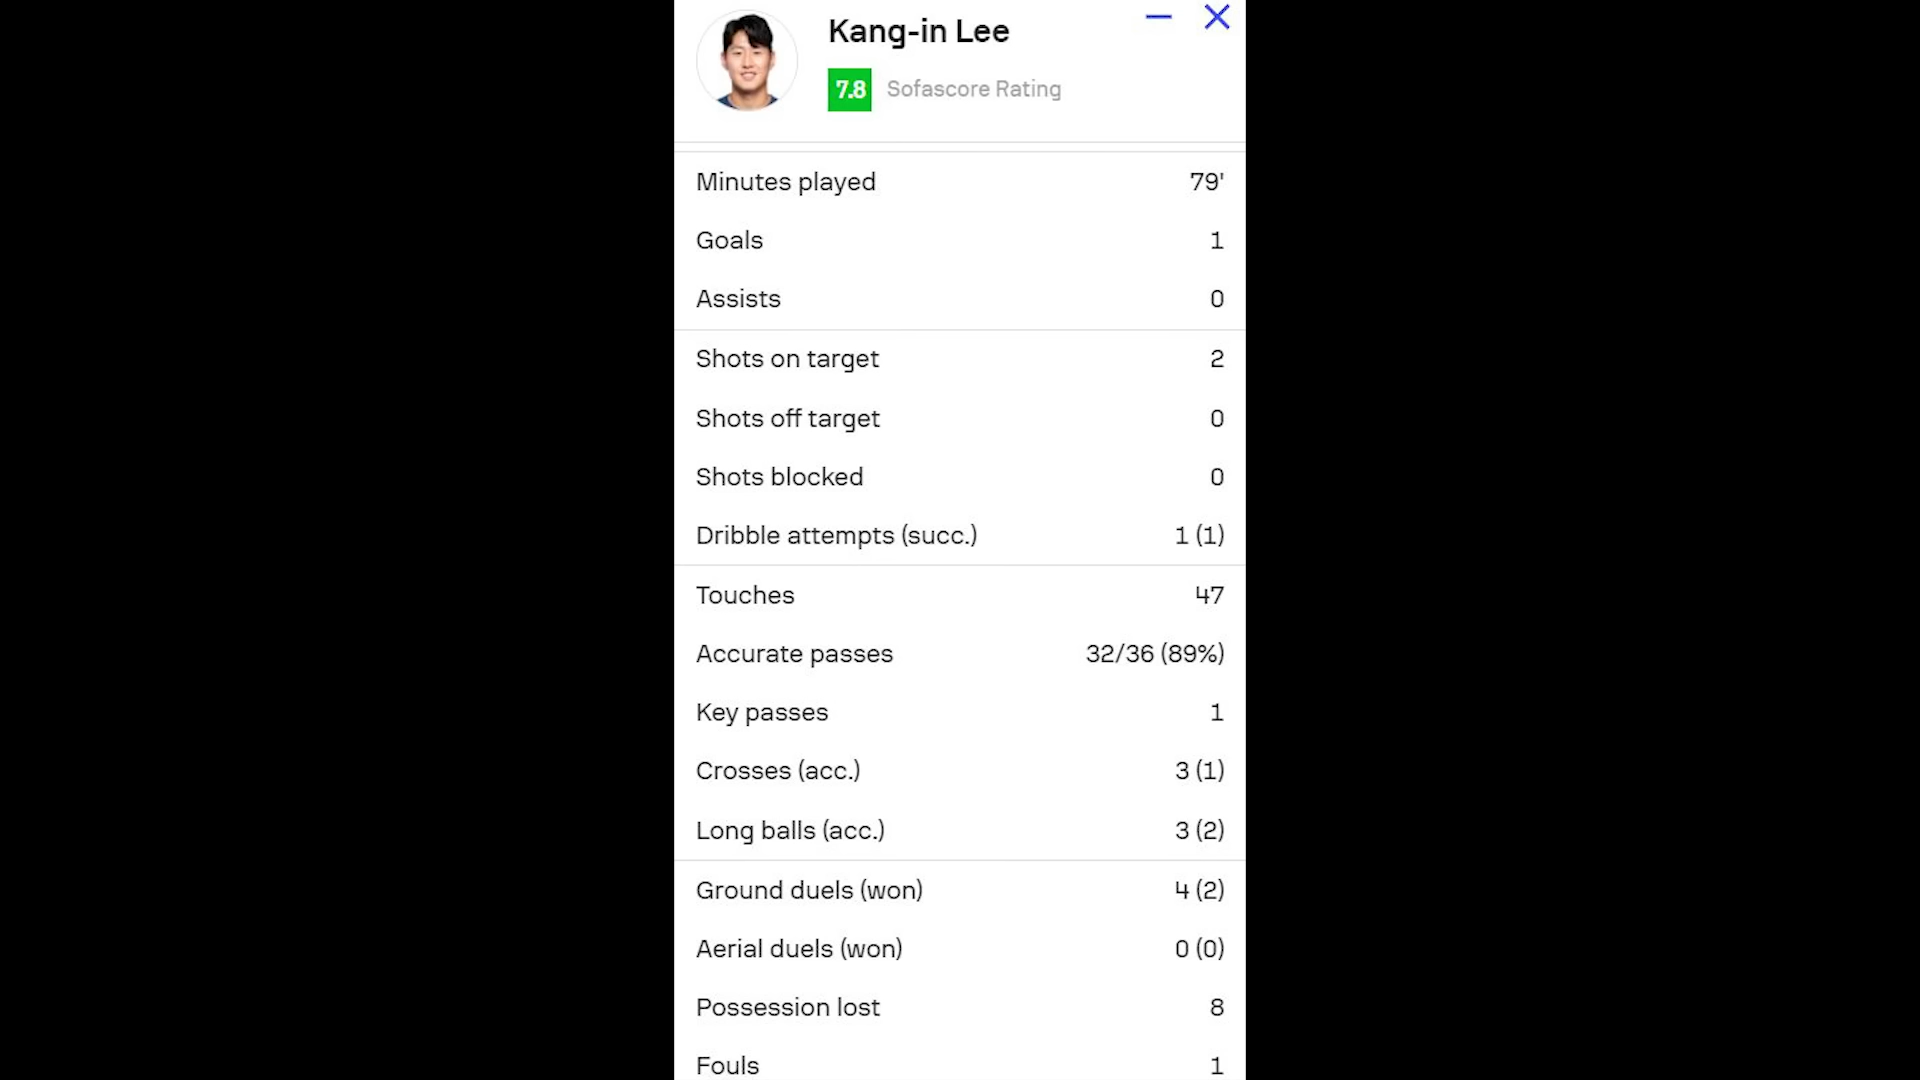 Kang-in Lee
7.8 Sofascore Rating
Minutes played 79'
Goals 1
Assists 0
Shots on target 2
Shots off target 0
Shots blocked 0
Dribble attempts (succ.) 1 (1)
Touches 47
Accurate passes 32/36 (89%)
Key passes 1
Crosses (acc.) 3 (1)
Long balls (acc.) 3 (2)
Ground duels (won) 4 (2)
Aerial duels (won) 0 (0)
Possession lost 8
Fouls 1